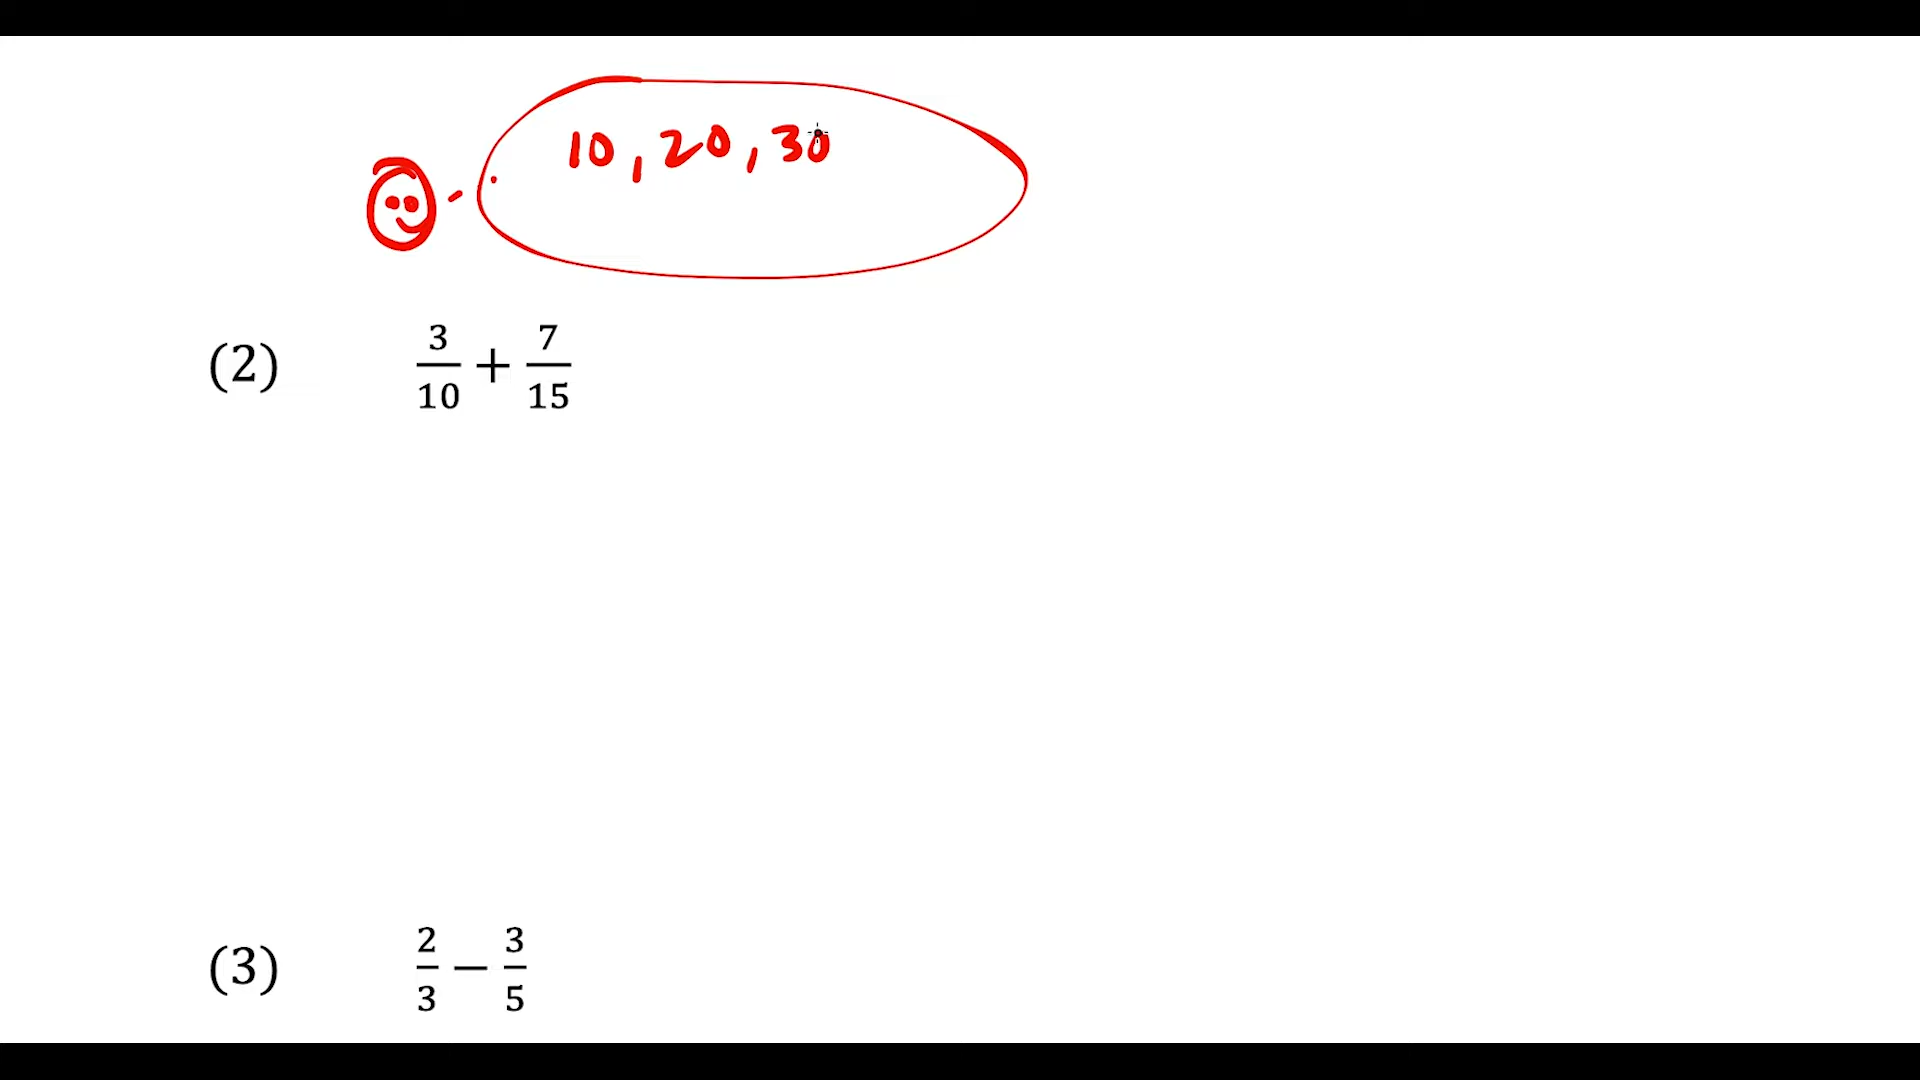 10, 20, 30
(2) 3/10 + 7/15
(3) 2/3 − 3/5